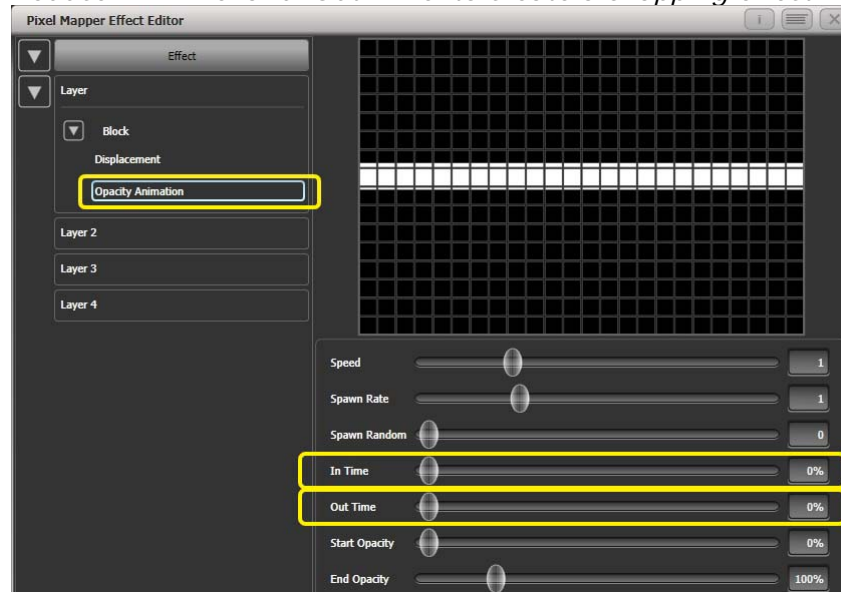 Pixel Mapper Effect Editor
Effect
Layer
Block
Displacement
Opacity Animation
Layer 2
Layer 3
Layer 4
Speed 1
Spawn Rate 1
Spawn Random 0
In Time 0%
Out Time 0%
Start Opacity 0%
End Opacity 100%